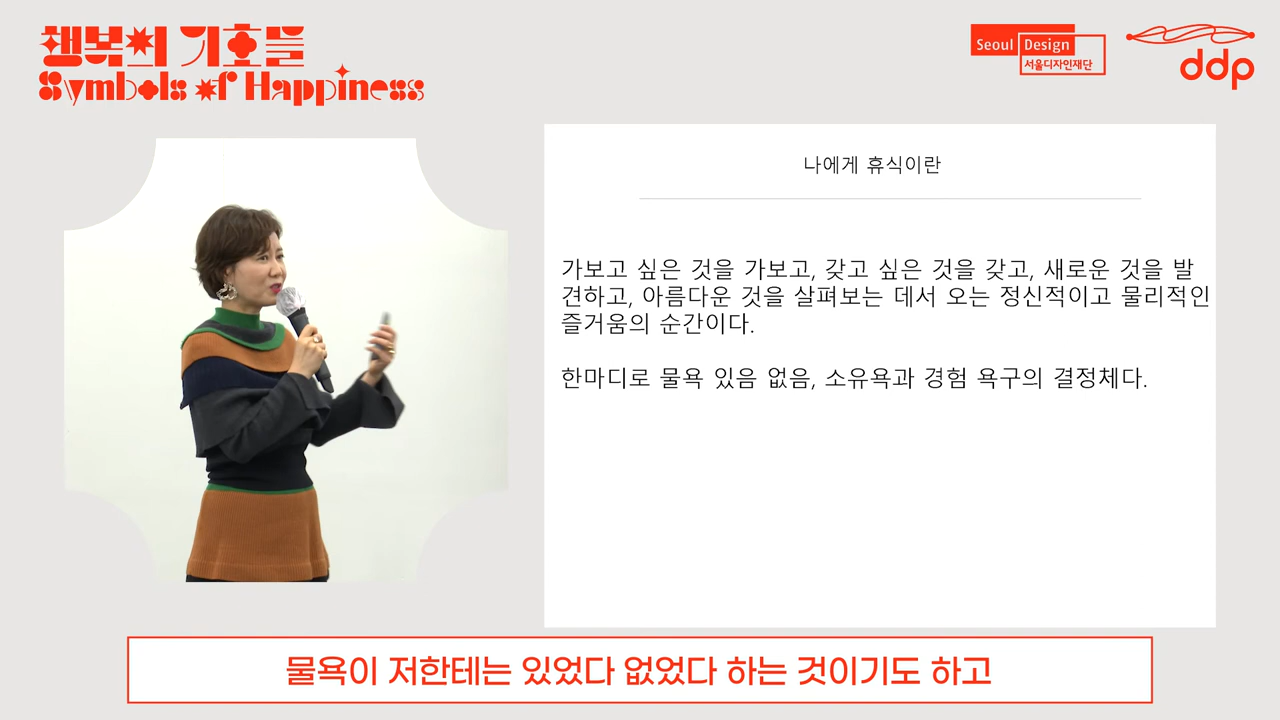 행복의 기호들
Symbols of Happiness
Seoul Design
서울디자인재단
ddp
나에게 휴식이란
가보고 싶은 것을 가보고, 갖고 싶은 것을 갖고, 새로운 것을 발
견하고, 아름다운 것을 살펴보는 데서 오는 정신적이고 물리적인
즐거움의 순간이다.
한마디로 물욕 있음 없음, 소유욕과 경험 욕구의 결정체다.
물욕이 저한테는 있었다 없었다 하는 것이기도 하고